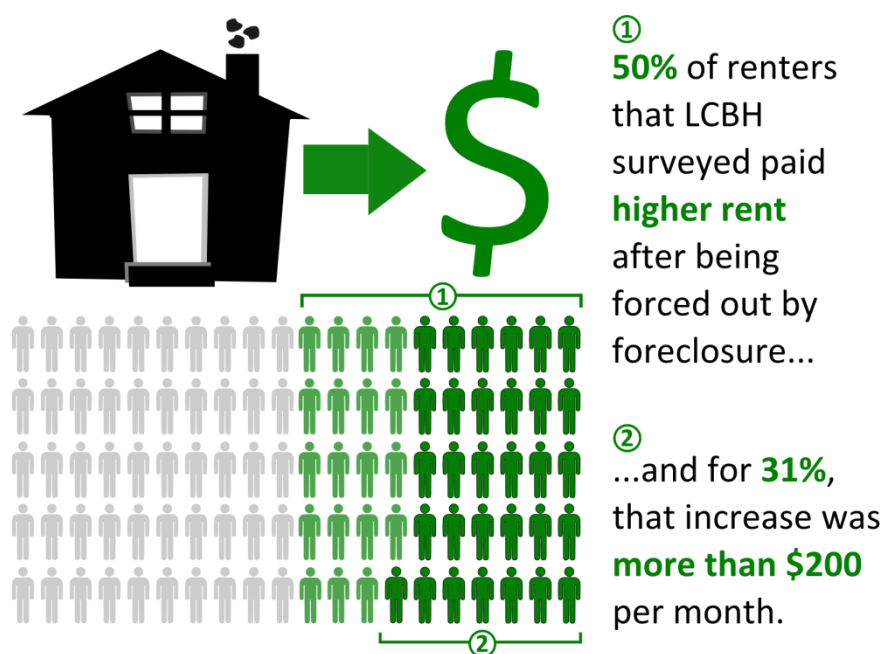 $
①
50% of renters
that LCBH
surveyed paid
higher rent
after being
forced out by
foreclosure...
①
②
...and for 31%,
that increase was
more than $200
per month.
②